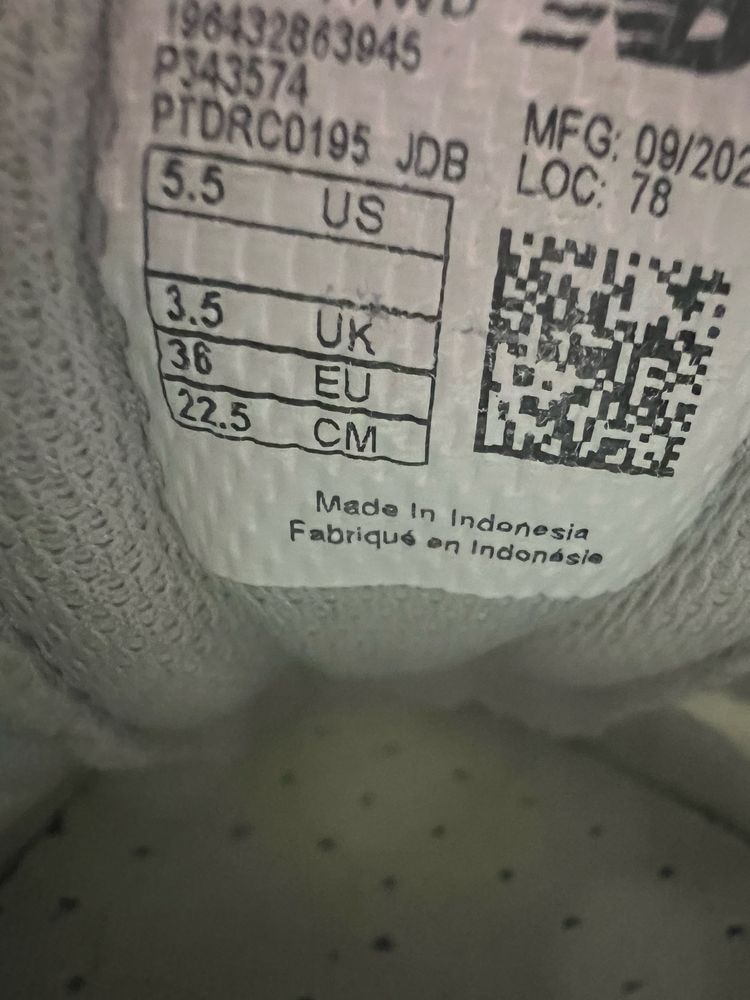 196432863945
P343574
PTDRC0195 JDB
MFG: 09/202
LOC: 78
5.5 US
3.5 UK
36 EU
22.5 CM
Made in Indonesia
Fabriqué en Indonésie